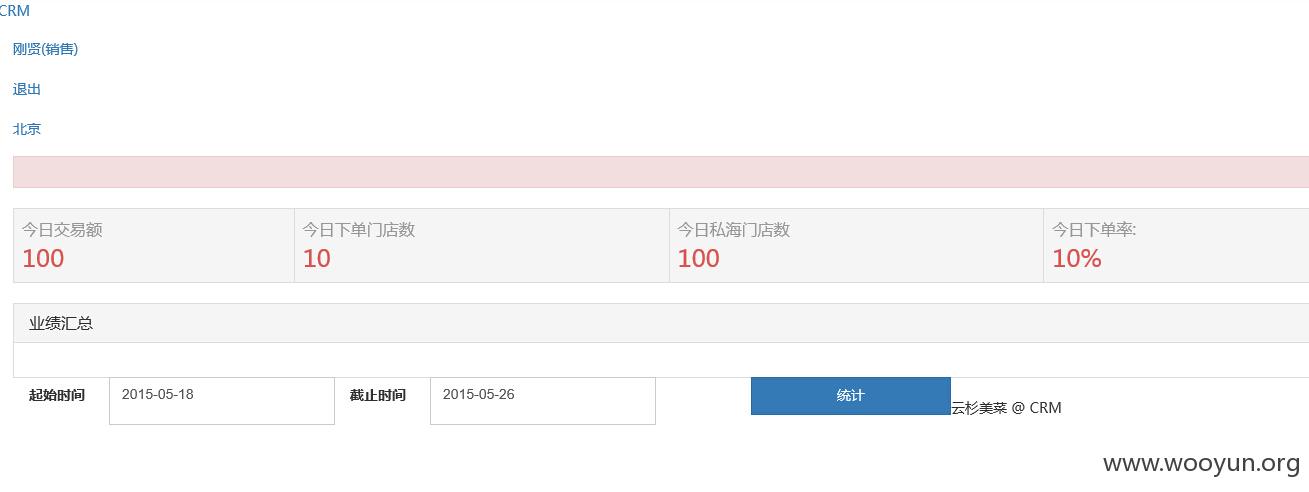 CRM
刚贤(销售)
退出
北京
今日交易额 今日下单门店数 今日私海门店数 今日下单率:
100 10 100 10%
业绩汇总
起始时间 2015-05-18 截止时间 2015-05-26 统计
云杉美菜 @ CRM
www.wooyun.org